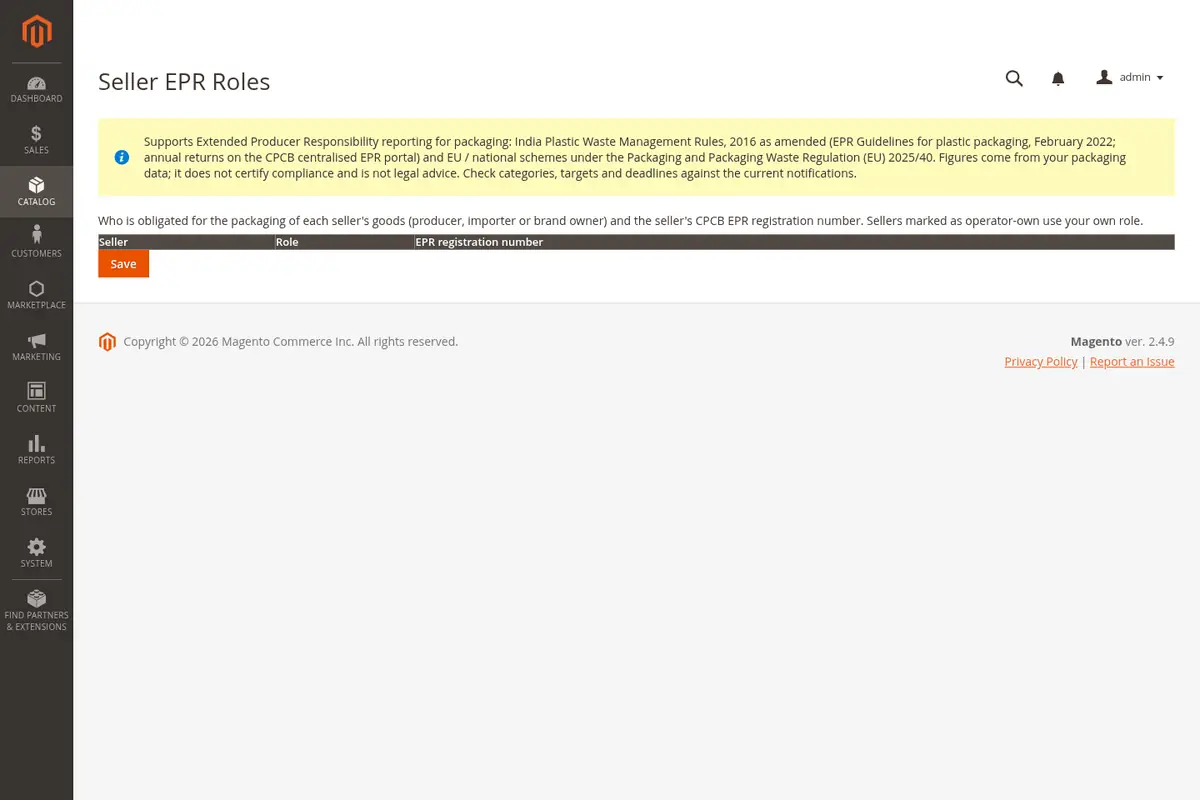 Seller EPR Roles
admin
DASHBOARD
SALES
CATALOG
CUSTOMERS
MARKETPLACE
MARKETING
CONTENT
REPORTS
STORES
SYSTEM
FIND PARTNERS
& EXTENSIONS
Supports Extended Producer Responsibility reporting for packaging: India Plastic Waste Management Rules, 2016 as amended (EPR Guidelines for plastic packaging, February 2022;
annual returns on the CPCB centralised EPR portal) and EU / national schemes under the Packaging and Packaging Waste Regulation (EU) 2025/40. Figures come from your packaging
data; it does not certify compliance and is not legal advice. Check categories, targets and deadlines against the current notifications.
Who is obligated for the packaging of each seller's goods (producer, importer or brand owner) and the seller's CPCB EPR registration number. Sellers marked as operator-own use your own role.
Seller Role EPR registration number
Save
Copyright © 2026 Magento Commerce Inc. All rights reserved.
Magento ver. 2.4.9
Privacy Policy | Report an Issue